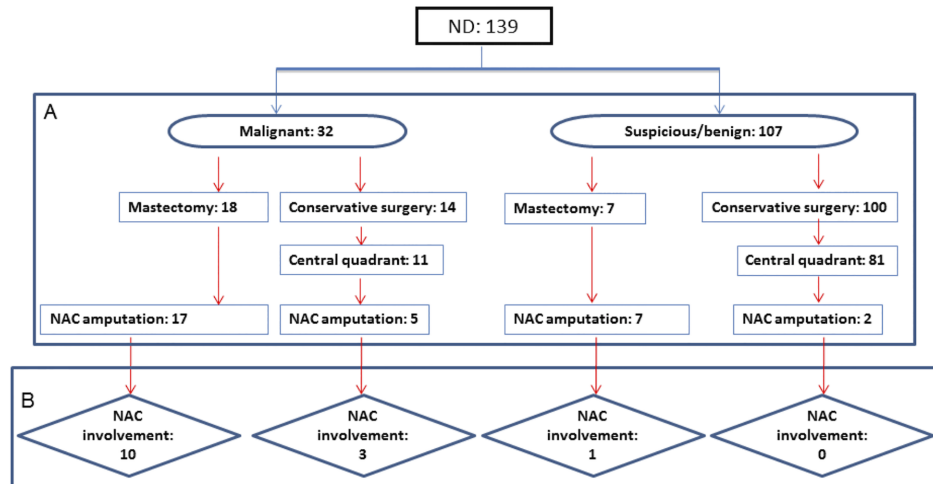 ND: 139
A
Malignant: 32
Suspicious/benign: 107
Mastectomy: 18
Conservative surgery: 14
Mastectomy: 7
Conservative surgery: 100
Central quadrant: 11
Central quadrant: 81
NAC amputation: 17
NAC amputation: 5
NAC amputation: 7
NAC amputation: 2
B
NAC
involvement:
10
NAC
involvement:
3
NAC
involvement:
1
NAC
involvement:
0